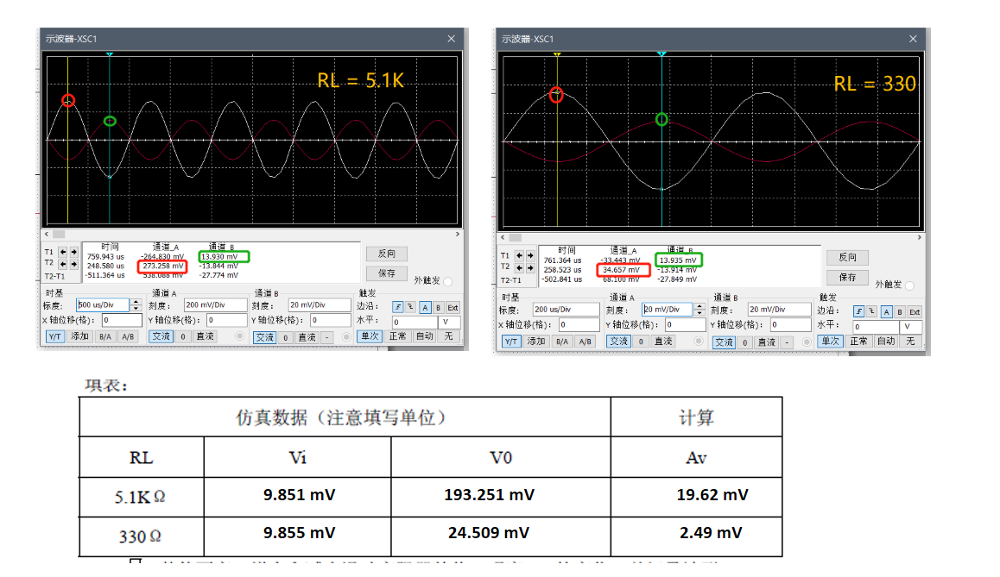 示波器-XSC1
RL = 5.1K
T1
T2
T2-T1
时间 通道_A 通道_B
759.943 us -264.830 mV 13.930 mV
248.580 us 273.258 mV -13.844 mV
-511.364 us 538.088 mV -27.774 mV
反向
保存
外触发
时基
标度： 500 us/Div
X 轴位移(格)： 0
Y/T 添加 B/A A/B
通道 A
刻度： 200 mV/Div
Y 轴位移(格)： 0
交流 0 直流
通道 B
刻度： 20 mV/Div
Y 轴位移(格)： 0
交流 0 直流 -
触发
边沿： A B Ext
水平： 0 V
单次 正常 自动 无
示波器-XSC1
RL = 330
T1
T2
T2-T1
时间 通道_A 通道_B
761.364 us -33.443 mV 13.935 mV
258.523 us 34.657 mV -13.914 mV
-502.841 us 68.100 mV -27.849 mV
反向
保存
外触发
时基
标度： 200 us/Div
X 轴位移(格)： 0
Y/T 添加 B/A A/B
通道 A
刻度： 20 mV/Div
Y 轴位移(格)： 0
交流 0 直流
通道 B
刻度： 20 mV/Div
Y 轴位移(格)： 0
交流 0 直流 -
触发
边沿： A B Ext
水平： 0 V
单次 正常 自动 无
填表：
仿真数据（注意填写单位） 计算
RL Vi V0 Av
5.1KΩ 9.851 mV 193.251 mV 19.62 mV
330Ω 9.855 mV 24.509 mV 2.49 mV